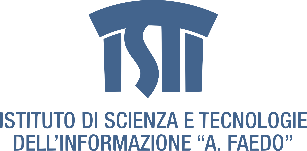 ISTI
ISTITUTO DI SCIENZA E TECNOLOGIE
DELL'INFORMAZIONE "A. FAEDO"